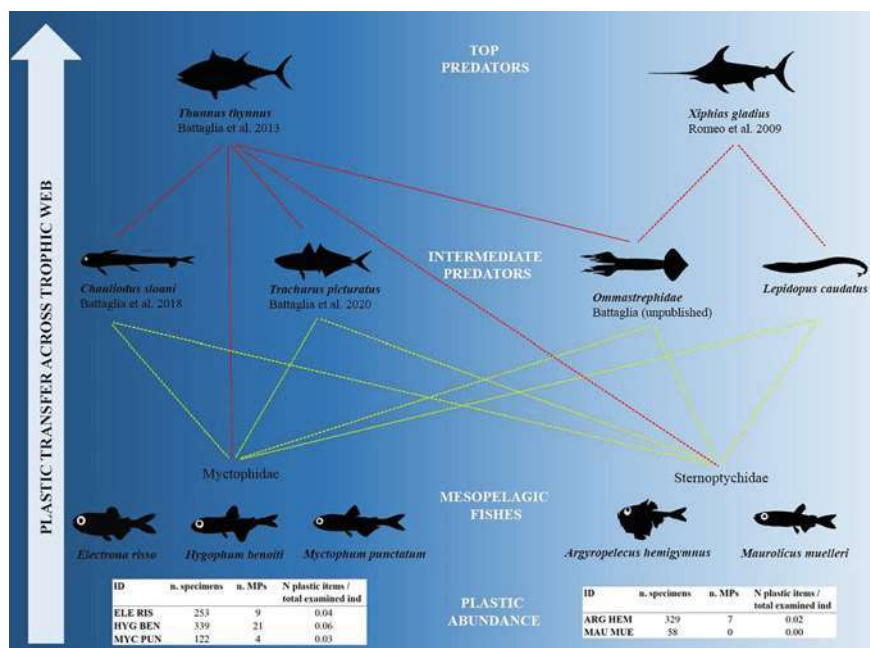 PLASTIC TRANSFER ACROSS TROPHIC WEB
TOP
PREDATORS
Thunnus thynnus
Battaglia et al. 2013
Xiphias gladius
Romeo et al. 2009
INTERMEDIATE
PREDATORS
Chauliodus sloani
Battaglia et al. 2018
Trachurus picturatus
Battaglia et al. 2020
Ommastrephidae
Battaglia (unpublished)
Lepidopus caudatus
Myctophidae
Sternoptychidae
MESOPELAGIC
FISHES
Electrona risso
Hygophum benoiti
Myctophum punctatum
Argyropelecus hemigymnus
Maurolicus muelleri
PLASTIC
ABUNDANCE
ID n. specimens n. MPs N plastic items /
total examined ind
ELE RIS 253 9 0.04
HYG BEN 339 21 0.06
MYC PUN 122 4 0.03
ID n. specimens n. MPs N plastic items /
total examined ind
ARG HEM 329 7 0.02
MAU MUE 58 0 0.00